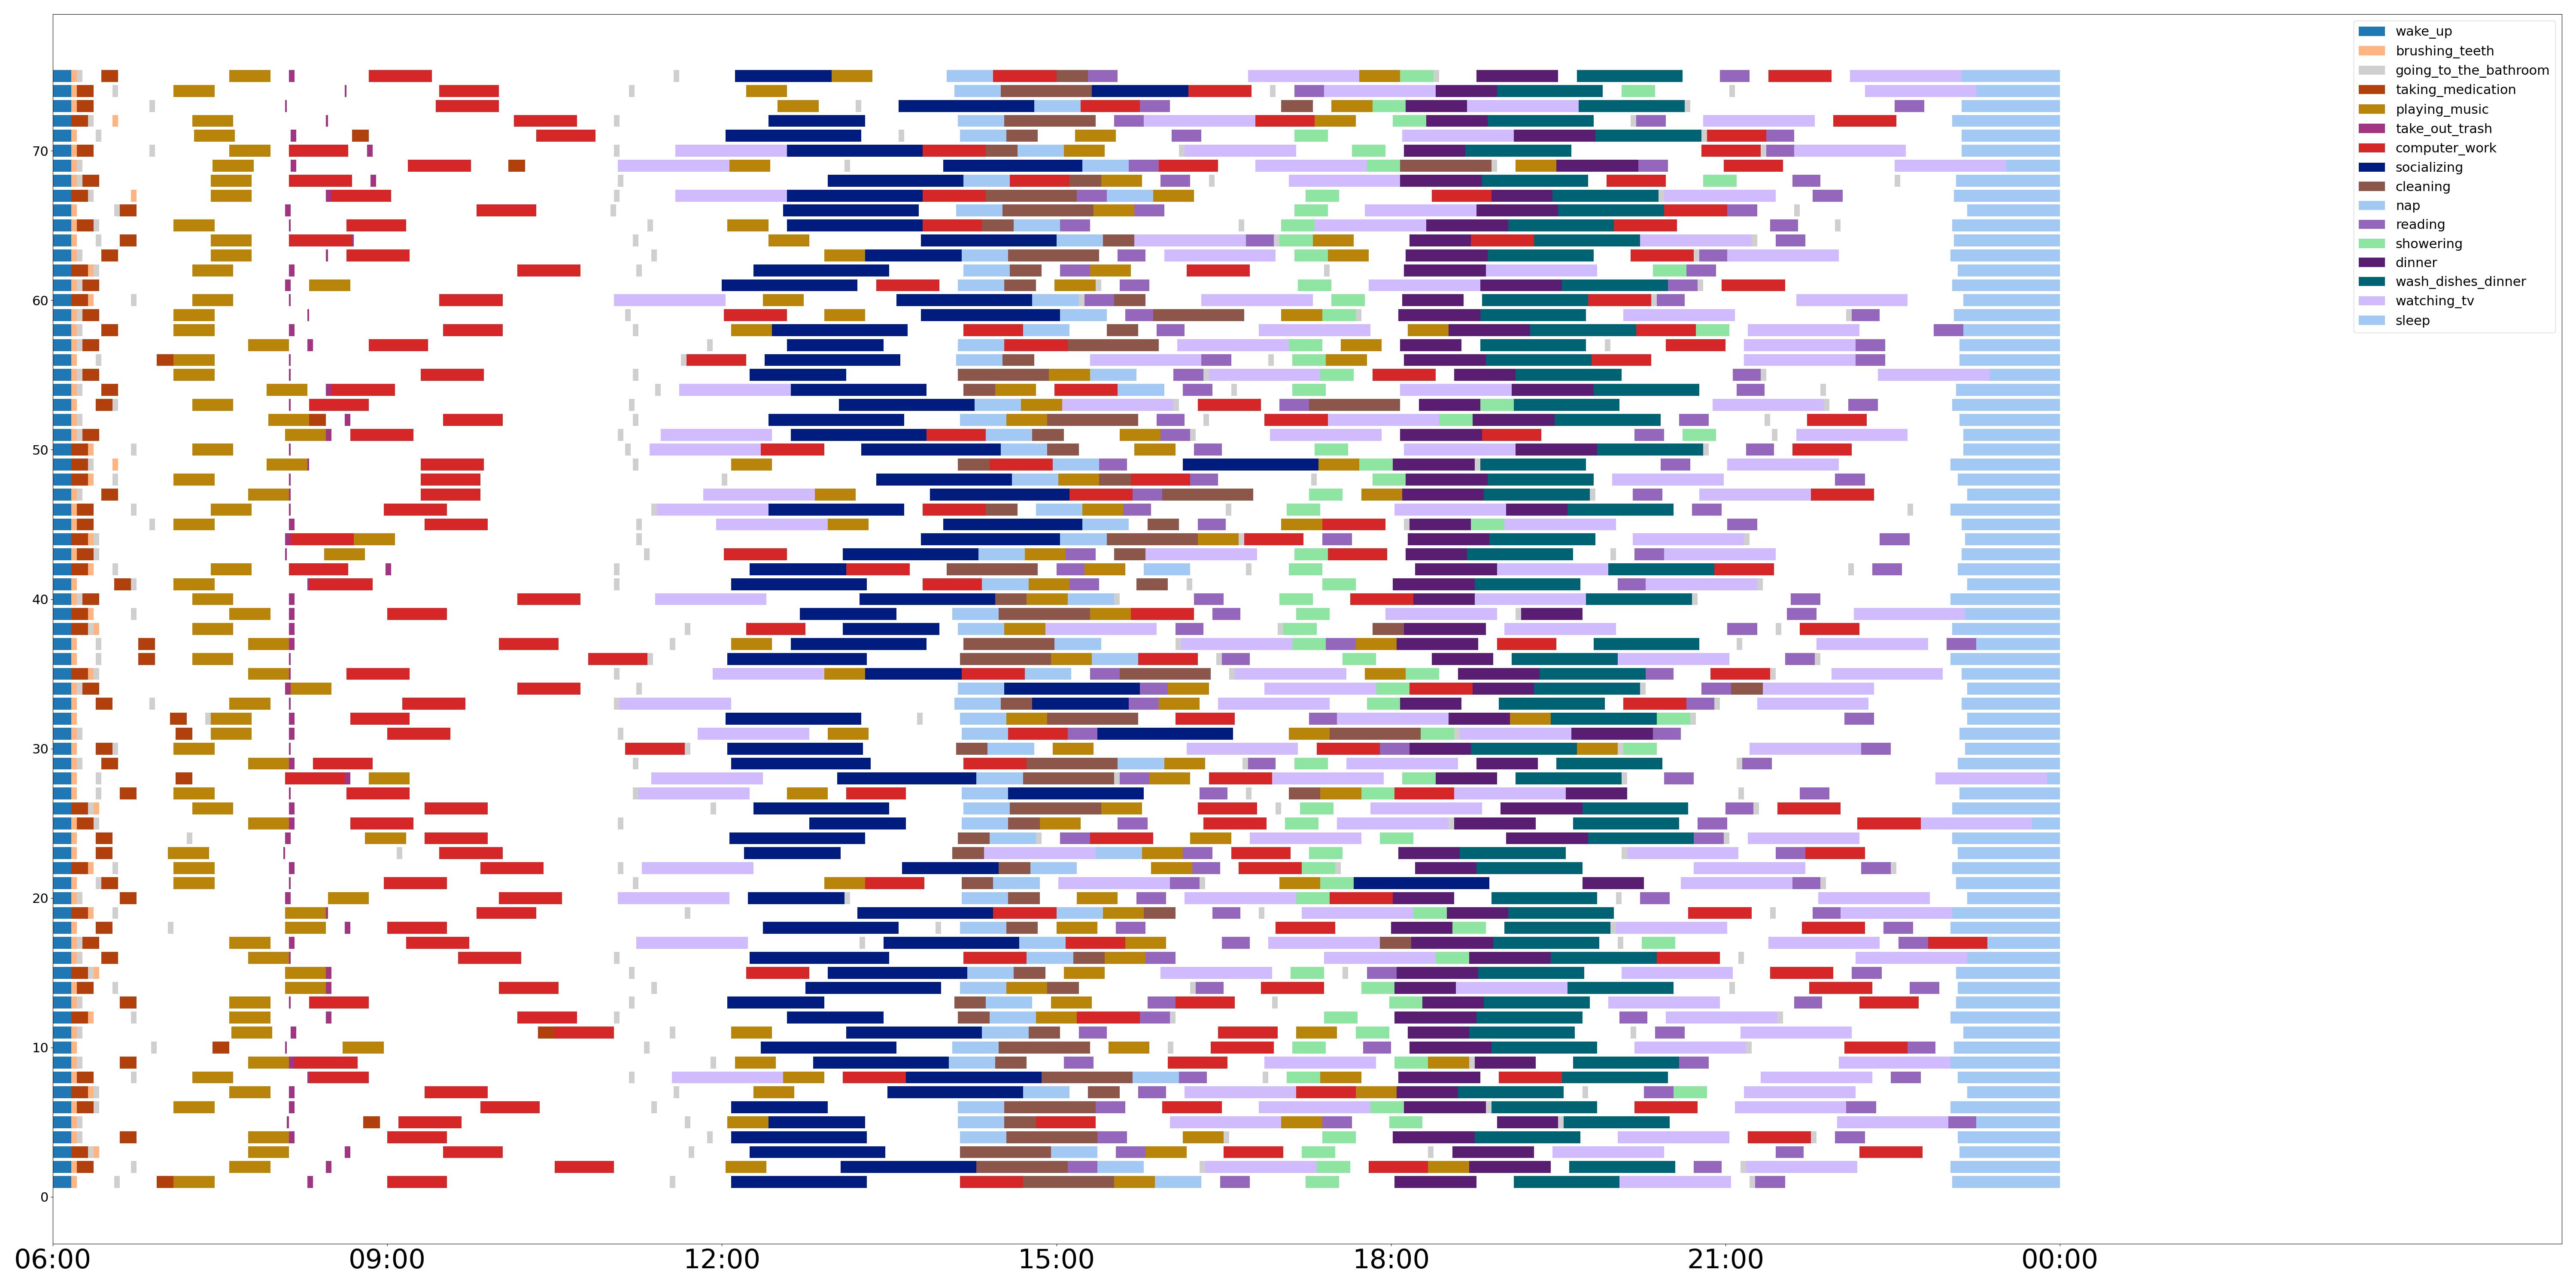 wake_up
brushing_teeth
going_to_the_bathroom
taking_medication
playing_music
take_out_trash
computer_work
socializing
cleaning
nap
reading
showering
dinner
wash_dishes_dinner
watching_tv
sleep
70
60
50
40
30
20
10
0
06:00 09:00 12:00 15:00 18:00 21:00 00:00